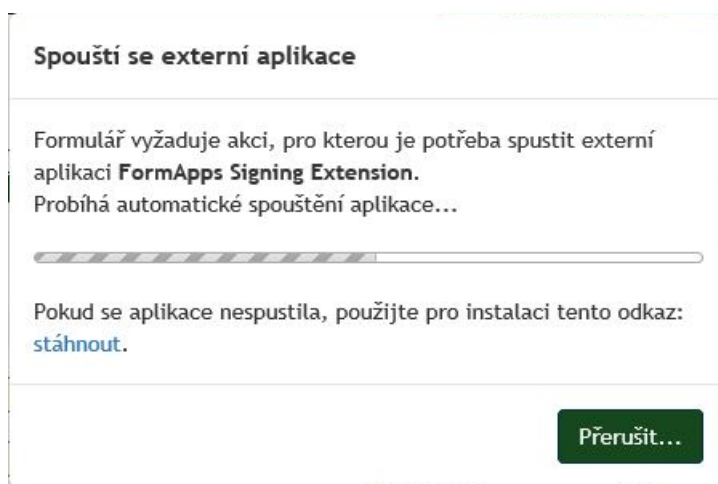 Spouští se externí aplikace
Formulář vyžaduje akci, pro kterou je potřeba spustit externí
aplikaci FormApps Signing Extension.
Probíhá automatické spouštění aplikace...
Pokud se aplikace nespustila, použijte pro instalaci tento odkaz:
stáhnout.
Přerušit...